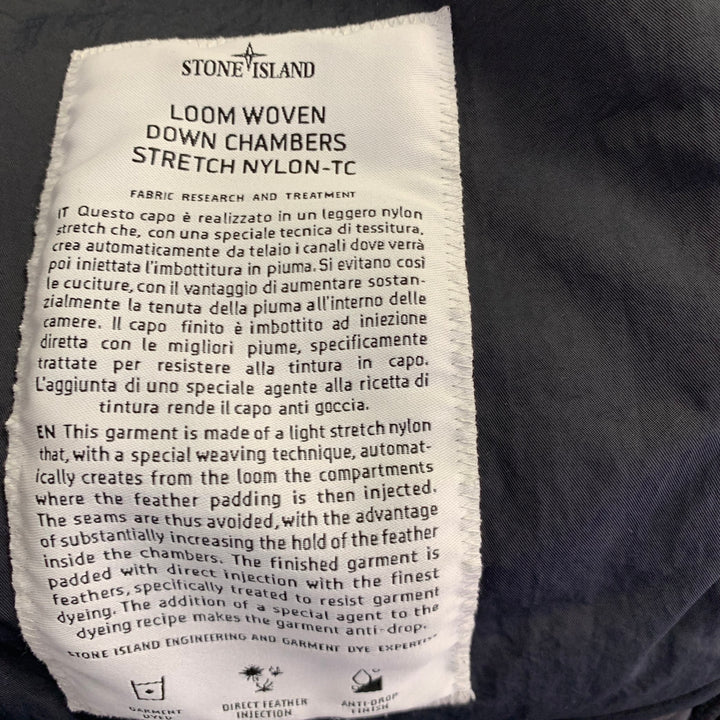 STONE ISLAND
LOOM WOVEN
DOWN CHAMBERS
STRETCH NYLON-TC
FABRIC RESEARCH AND TREATMENT
IT Questo capo è realizzato in un leggero nylon
stretch che, con una speciale tecnica di tessitura,
crea automaticamente da telaio i canali dove verrà
poi iniettata l'imbottitura in piuma. Si evitano così
le cuciture, con il vantaggio di aumentare sostan-
zialmente la tenuta della piuma all'interno delle
camere. Il capo finito è imbottito ad iniezione
diretta con le migliori piume, specificamente
trattate per resistere alla tintura in capo.
L'aggiunta di uno speciale agente alla ricetta di
tintura rende il capo anti goccia.
EN This garment is made of a light stretch nylon
that, with a special weaving technique, automat-
ically creates from the loom the compartments
where the feather padding is then injected.
The seams are thus avoided, with the advantage
of substantially increasing the hold of the feather
inside the chambers. The finished garment is
padded with direct injection with the finest
feathers, specifically treated to resist garment
dyeing. The addition of a special agent to the
dyeing recipe makes the garment anti-drop.
STONE ISLAND ENGINEERING AND GARMENT DYE EXPERTISE
GARMENT
DYED
DIRECT FEATHER
INJECTION
ANTI-DROP
FINISH